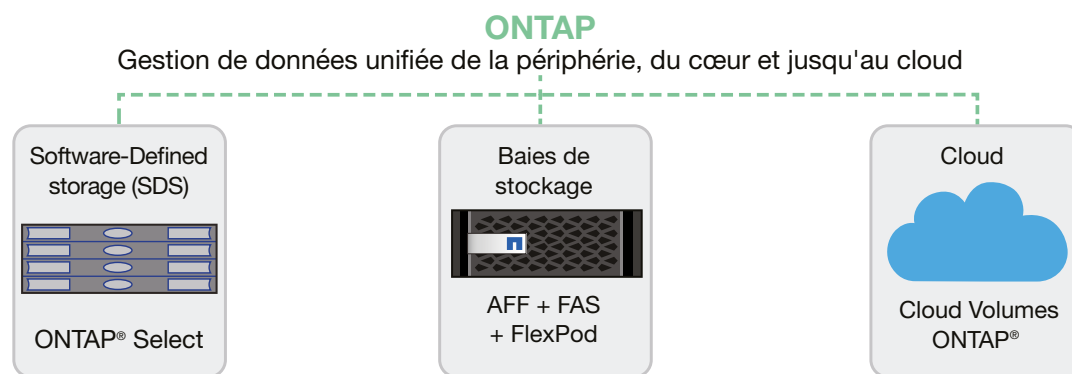 ONTAP
Gestion de données unifiée de la périphérie, du cœur et jusqu'au cloud
Software-Defined
storage (SDS)
ONTAP® Select
Baies de
stockage
AFF + FAS
+ FlexPod
Cloud
Cloud Volumes
ONTAP®